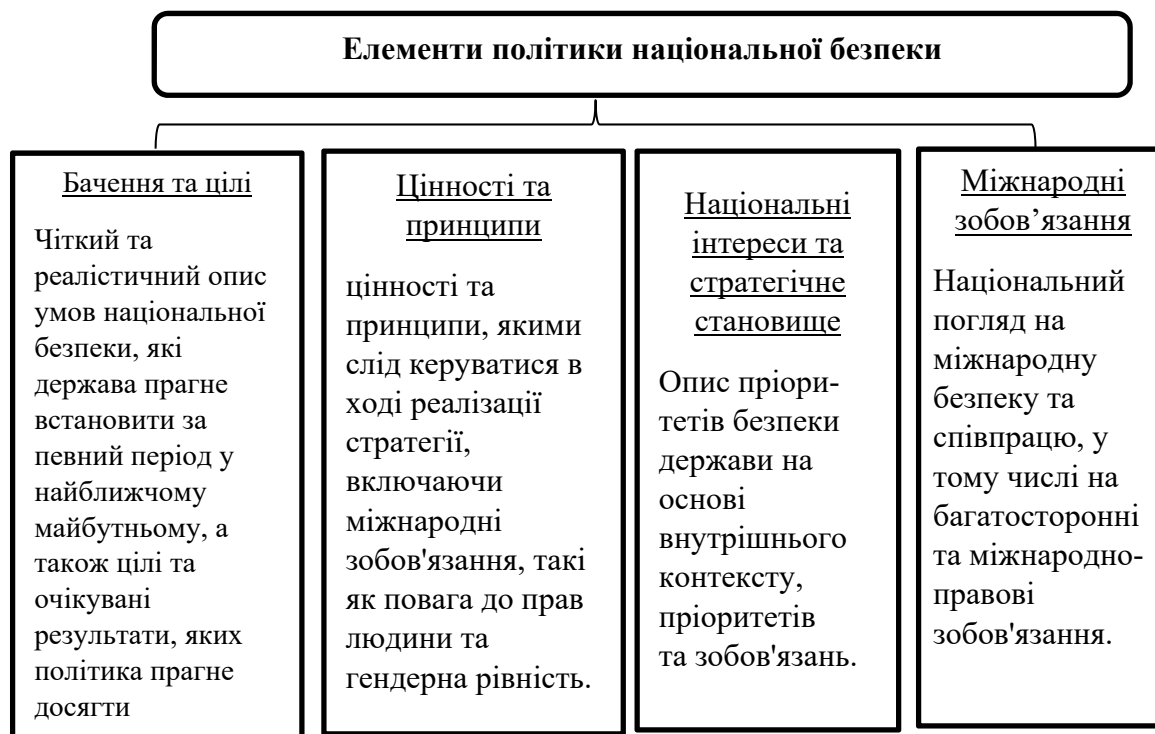 Елементи політики національної безпеки
Бачення та цілі
Чіткий та
реалістичний опис
умов національної
безпеки, які
держава прагне
встановити за
певний період у
найближчому
майбутньому, а
також цілі та
очікувані
результати, яких
політика прагне
досягти
Цінності та
принципи
цінності та
принципи, якими
слід керуватися в
ході реалізації
стратегії,
включаючи
міжнародні
зобов'язання, такі
як повага до прав
людини та
гендерна рівність.
Національні
інтереси та
стратегічне
становище
Опис пріори-
тетів безпеки
держави на
основі
внутрішнього
контексту,
пріоритетів
та зобов'язань.
Міжнародні
зобов’язання
Національний
погляд на
міжнародну
безпеку та
співпрацю, у
тому числі на
багатосторонні
та міжнародно-
правові
зобов'язання.